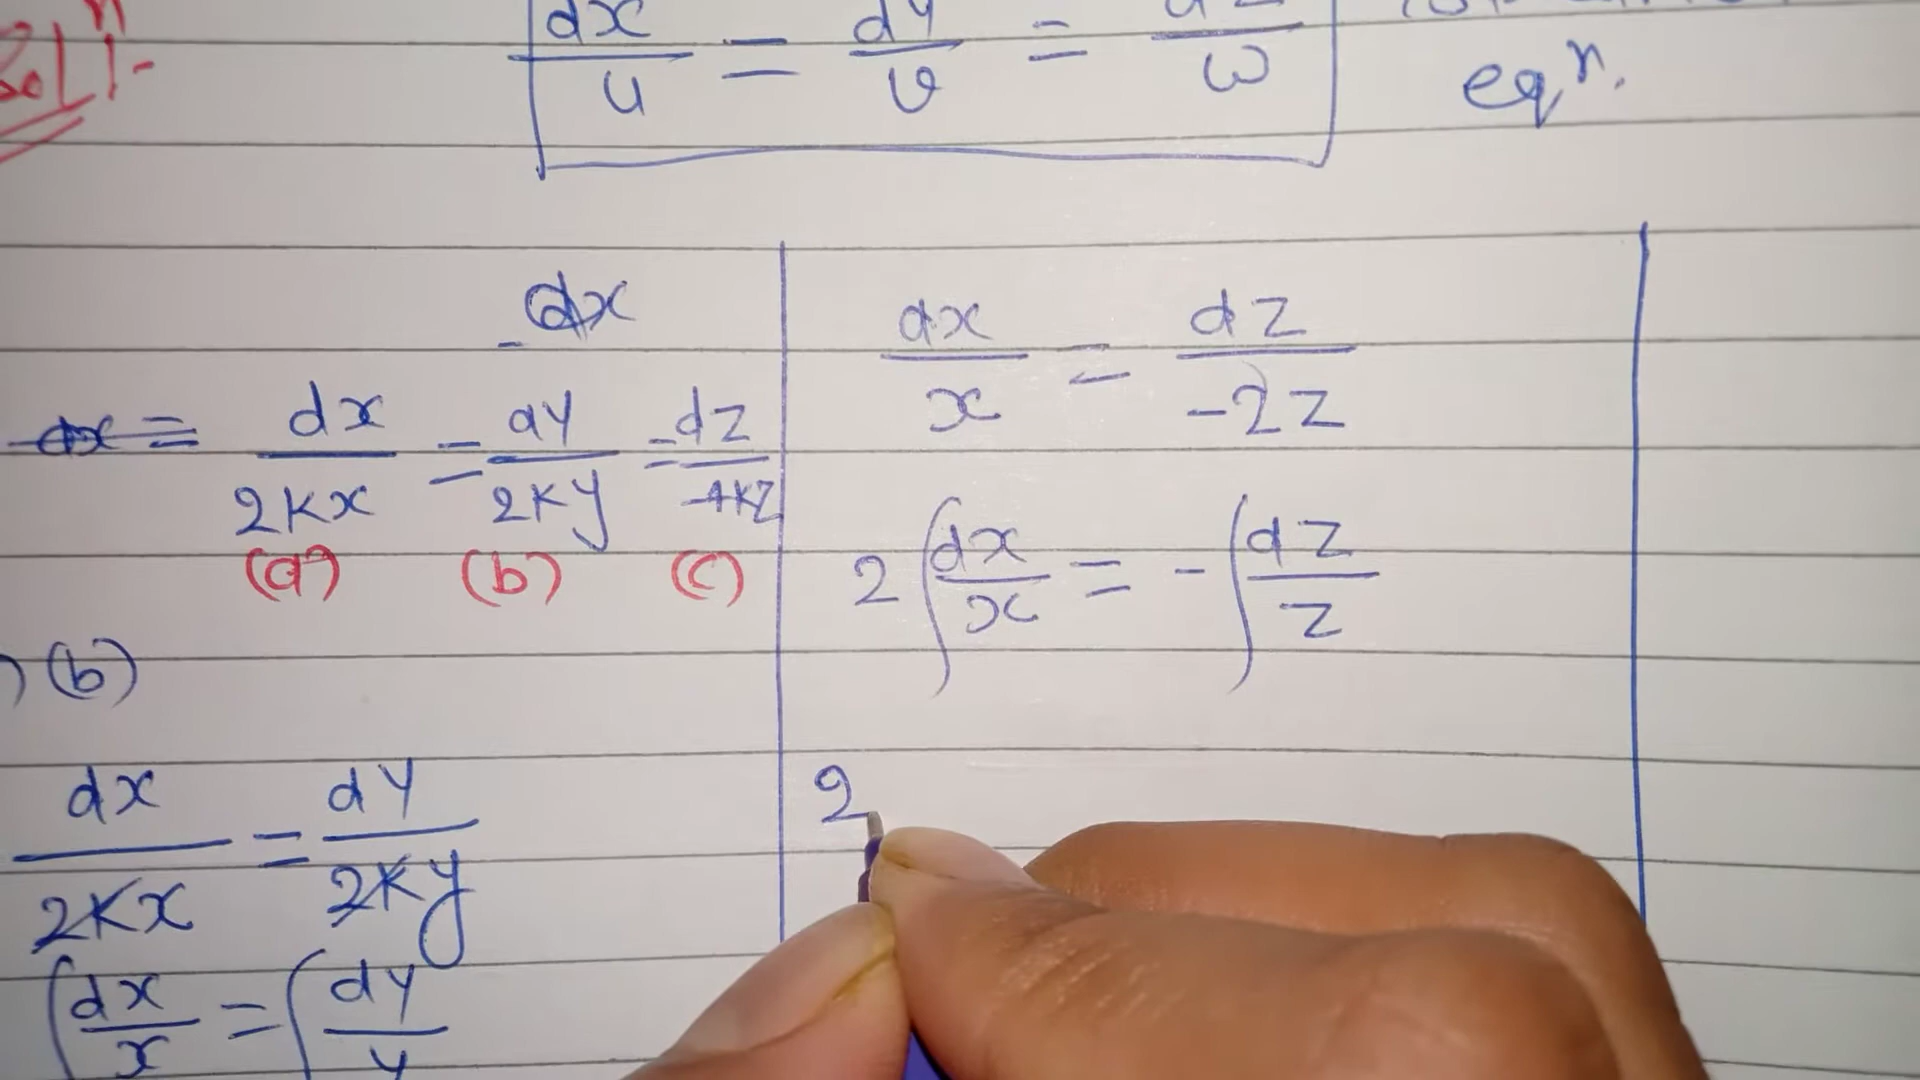 Solⁿ:-
dx/u = dy/v = dz/w
eqⁿ.
dx
= dx/2Kx = dy/2Ky = dz/-4Kz
(a) (b) (c)
) (b)
dx/2Kx = dy/2Ky
∫dx/x = ∫dy/y
dx/x = dz/-2z
2∫dx/x = -∫dz/z
2